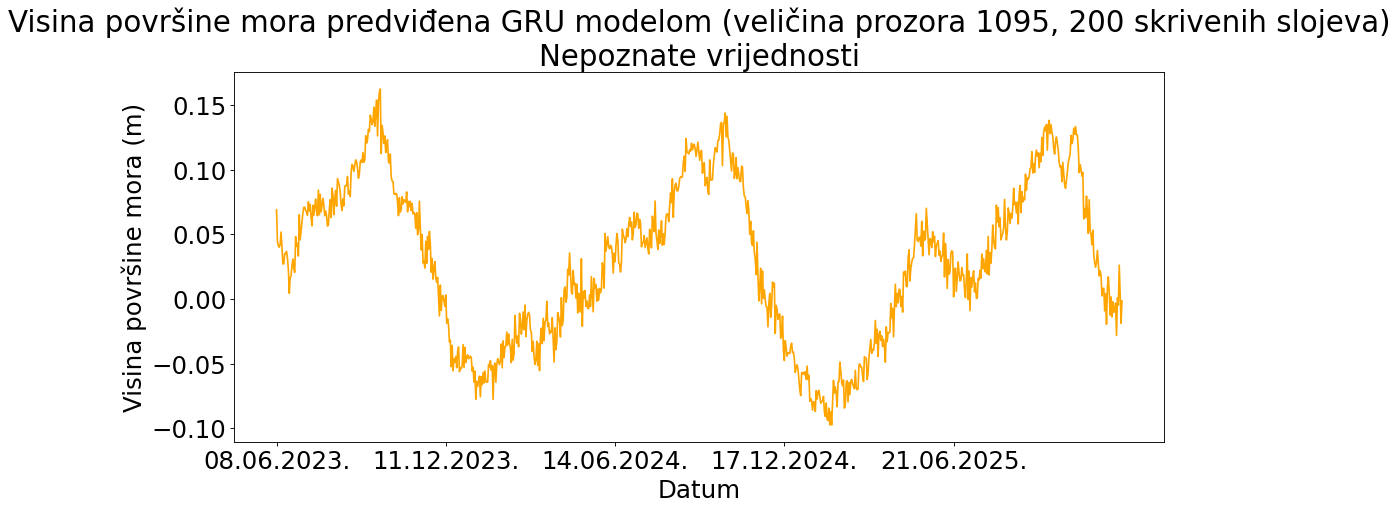 Visina površine mora predviđena GRU modelom (veličina prozora 1095, 200 skrivenih slojeva)
Nepoznate vrijednosti
Visina površine mora (m)
0.15
0.10
0.05
0.00
−0.05
−0.10
08.06.2023. 11.12.2023. 14.06.2024. 17.12.2024. 21.06.2025.
Datum